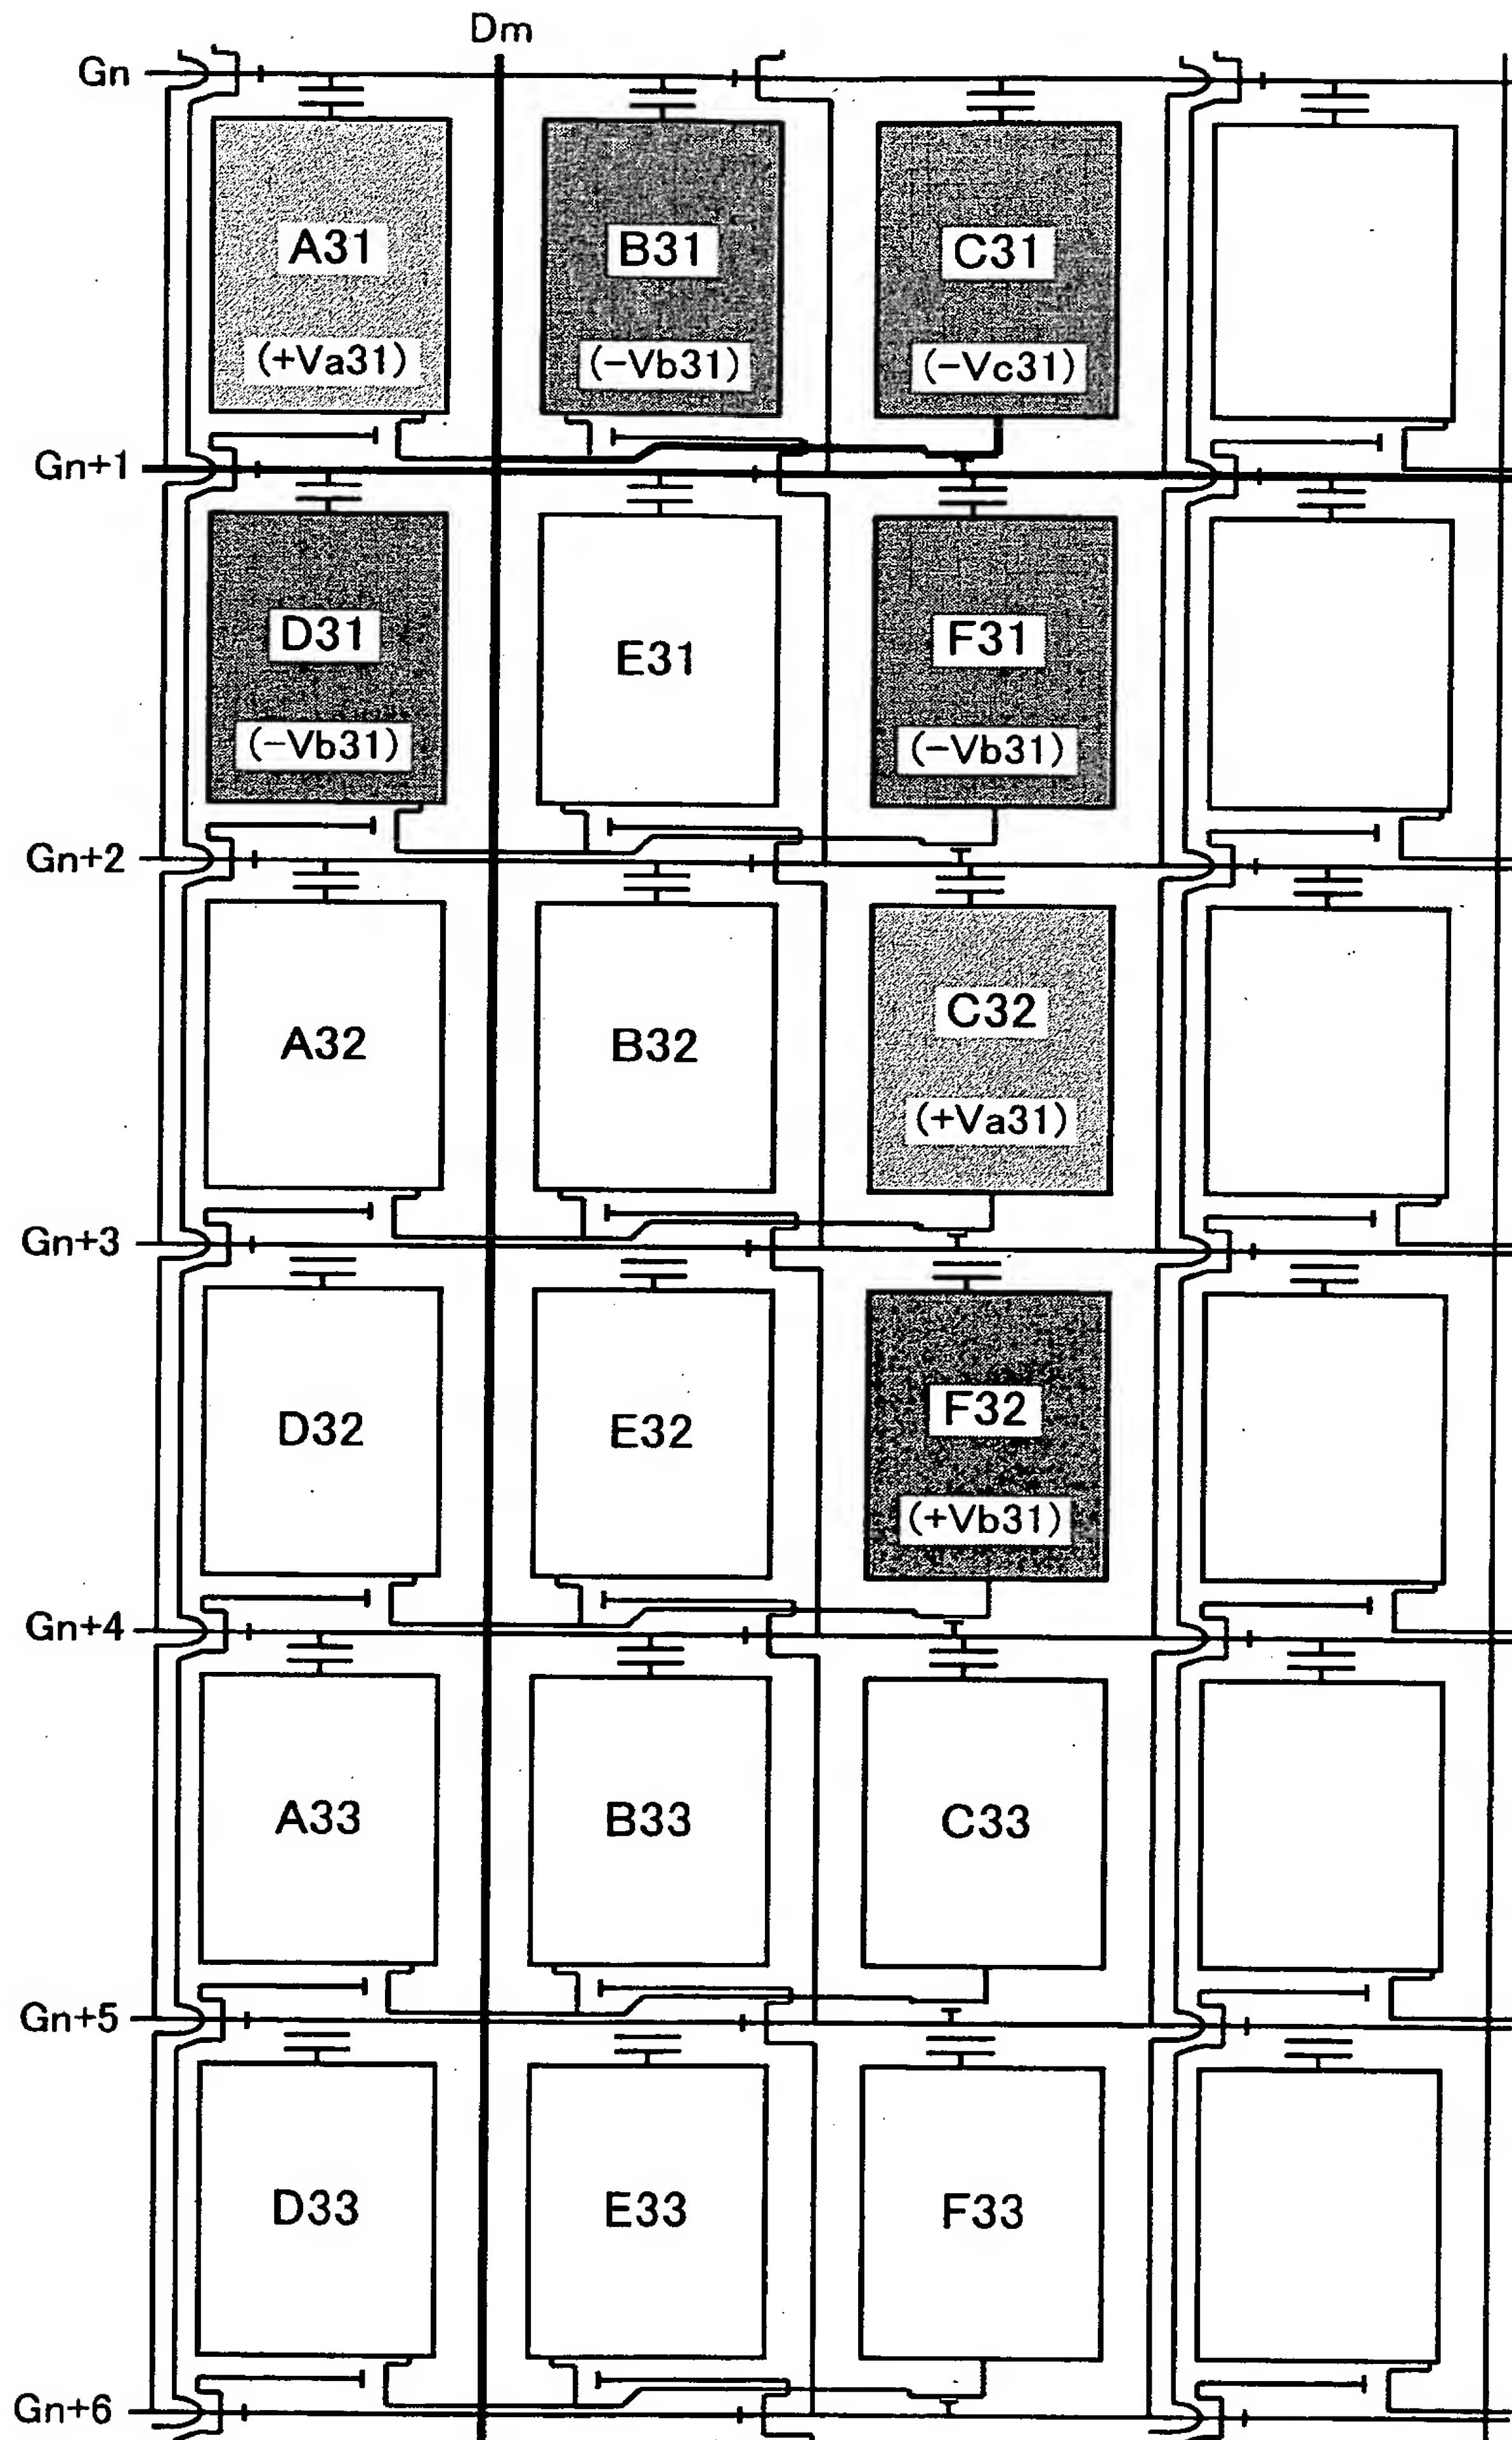 Dm
Gn
A31
B31
C31
(+Va31)
(-Vb31)
(-Vc31)
Gn+1
D31
E31
F31
(-Vb31)
(-Vb31)
Gn+2
A32
B32
C32
(+Va31)
Gn+3
D32
E32
F32
(+Vb31)
Gn+4
A33
B33
C33
Gn+5
D33
E33
F33
Gn+6